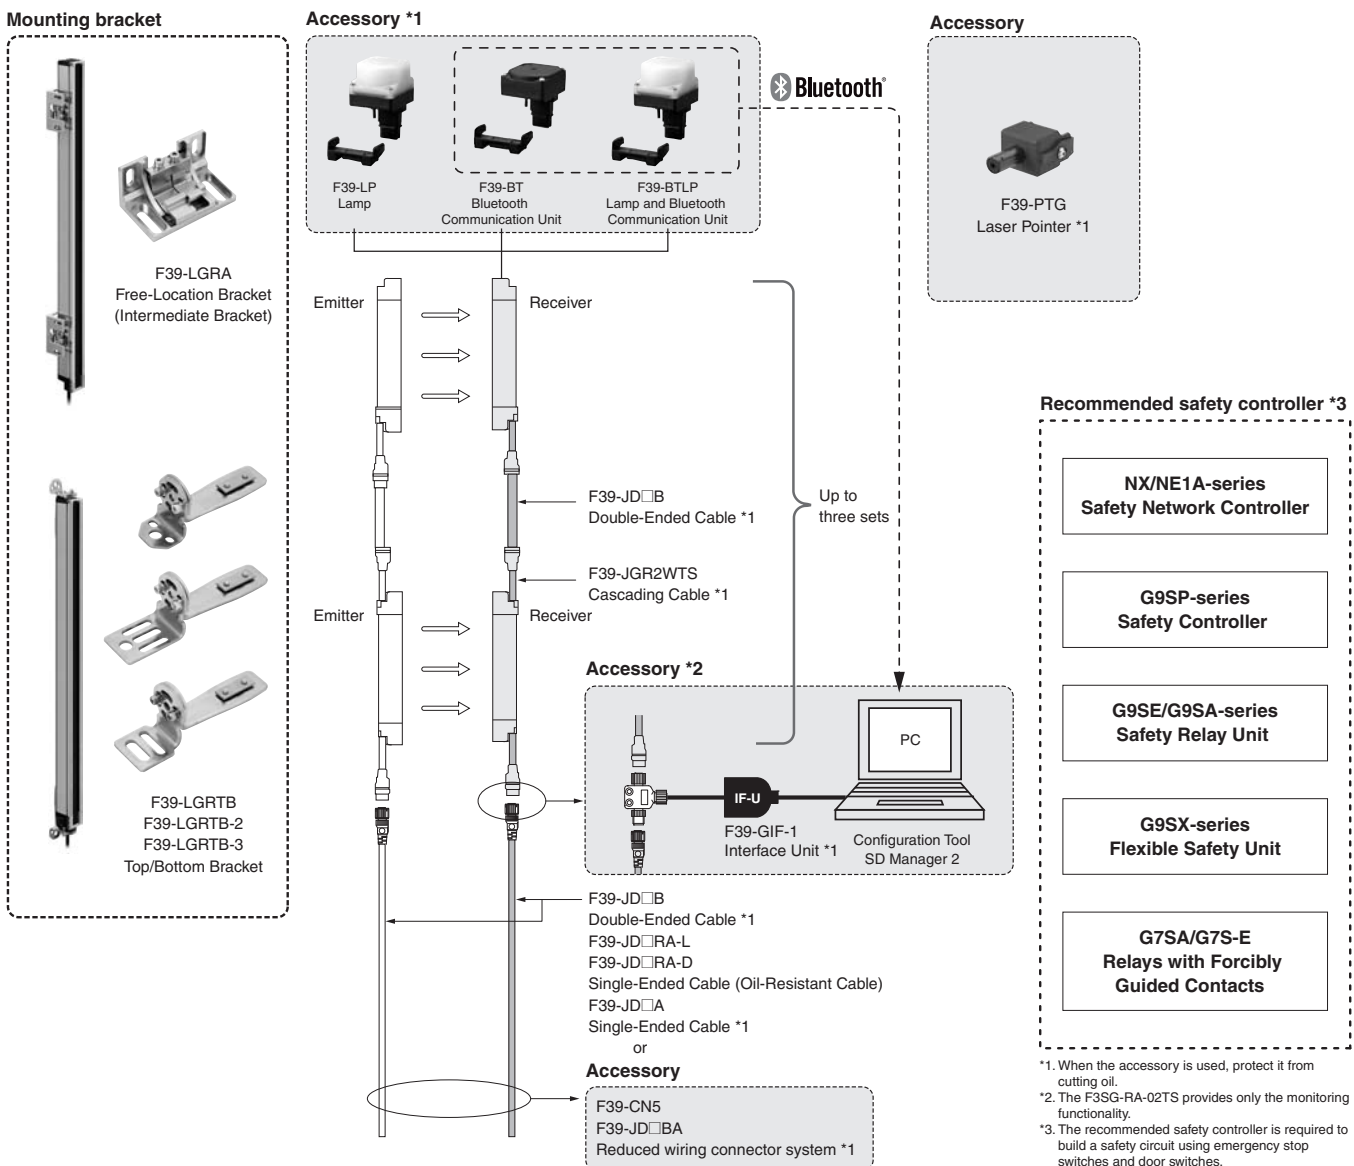 Mounting bracket
F39-LGRA
Free-Location Bracket
(Intermediate Bracket)
F39-LGRTB
F39-LGRTB-2
F39-LGRTB-3
Top/Bottom Bracket
Accessory *1
F39-LP
Lamp
F39-BT
Bluetooth
Communication Unit
F39-BTLP
Lamp and Bluetooth
Communication Unit
Bluetooth®
Accessory
F39-PTG
Laser Pointer *1
Emitter
Receiver
F39-JD□B
Double-Ended Cable *1
Up to
three sets
F39-JGR2WTS
Cascading Cable *1
Emitter
Receiver
Accessory *2
PC
IF-U
F39-GIF-1
Interface Unit *1
Configuration Tool
SD Manager 2
F39-JD□B
Double-Ended Cable *1
F39-JD□RA-L
F39-JD□RA-D
Single-Ended Cable (Oil-Resistant Cable)
F39-JD□A
Single-Ended Cable *1
or
Accessory
F39-CN5
F39-JD□BA
Reduced wiring connector system *1
Recommended safety controller *3
NX/NE1A-series
Safety Network Controller
G9SP-series
Safety Controller
G9SE/G9SA-series
Safety Relay Unit
G9SX-series
Flexible Safety Unit
G7SA/G7S-E
Relays with Forcibly
Guided Contacts
*1. When the accessory is used, protect it from
cutting oil.
*2. The F3SG-RA-02TS provides only the monitoring
functionality.
*3. The recommended safety controller is required to
build a safety circuit using emergency stop
switches and door switches.